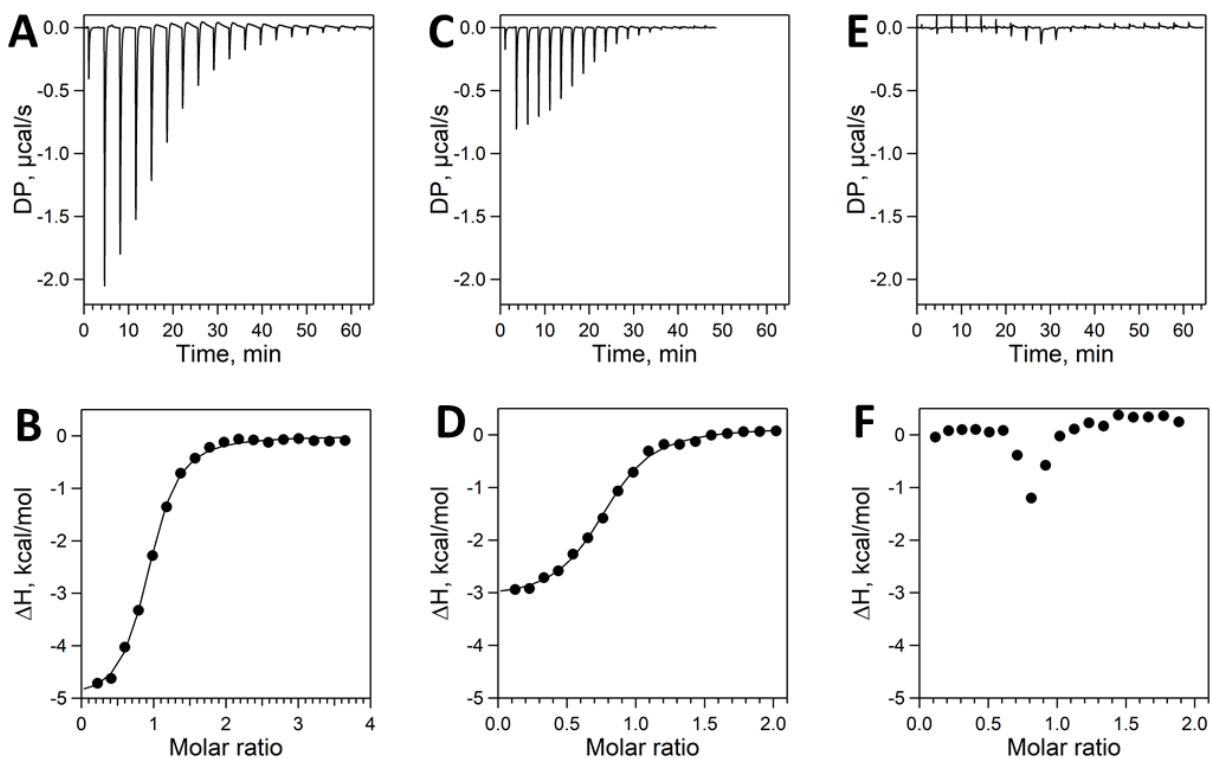 A
0.0
-0.5
-1.0
-1.5
-2.0
DP, µcal/s
0 10 20 30 40 50 60
Time, min
C
0.0
-0.5
-1.0
-1.5
-2.0
DP, µcal/s
0 10 20 30 40 50 60
Time, min
E
0.0
-0.5
-1.0
-1.5
-2.0
DP, µcal/s
0 10 20 30 40 50 60
Time, min
B
0
-1
-2
-3
-4
-5
ΔH, kcal/mol
0 1 2 3 4
Molar ratio
D
0
-1
-2
-3
-4
-5
ΔH, kcal/mol
0.0 0.5 1.0 1.5 2.0
Molar ratio
F
0
-1
-2
-3
-4
-5
ΔH, kcal/mol
0.0 0.5 1.0 1.5 2.0
Molar ratio